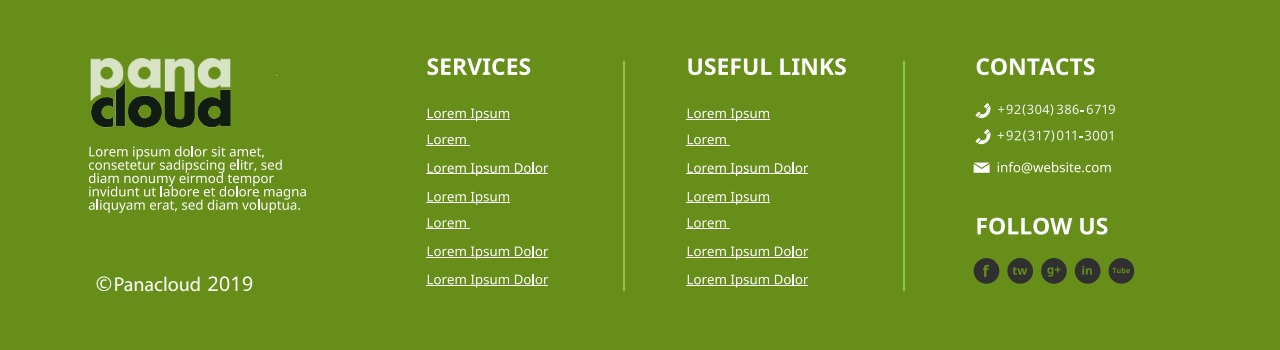 pana
cloud
Lorem ipsum dolor sit amet,
consetetur sadipscing elitr, sed
diam nonumy eirmod tempor
invidunt ut labore et dolore magna
aliquyam erat, sed diam voluptua.
©Panacloud 2019
SERVICES
Lorem Ipsum
Lorem
Lorem Ipsum Dolor
Lorem Ipsum
Lorem
Lorem Ipsum Dolor
Lorem Ipsum Dolor
USEFUL LINKS
Lorem Ipsum
Lorem
Lorem Ipsum Dolor
Lorem Ipsum
Lorem
Lorem Ipsum Dolor
Lorem Ipsum Dolor
CONTACTS
+92(304) 386-6719
+92(317)011-3001
info@website.com
FOLLOW US
f tw g+ in Tube